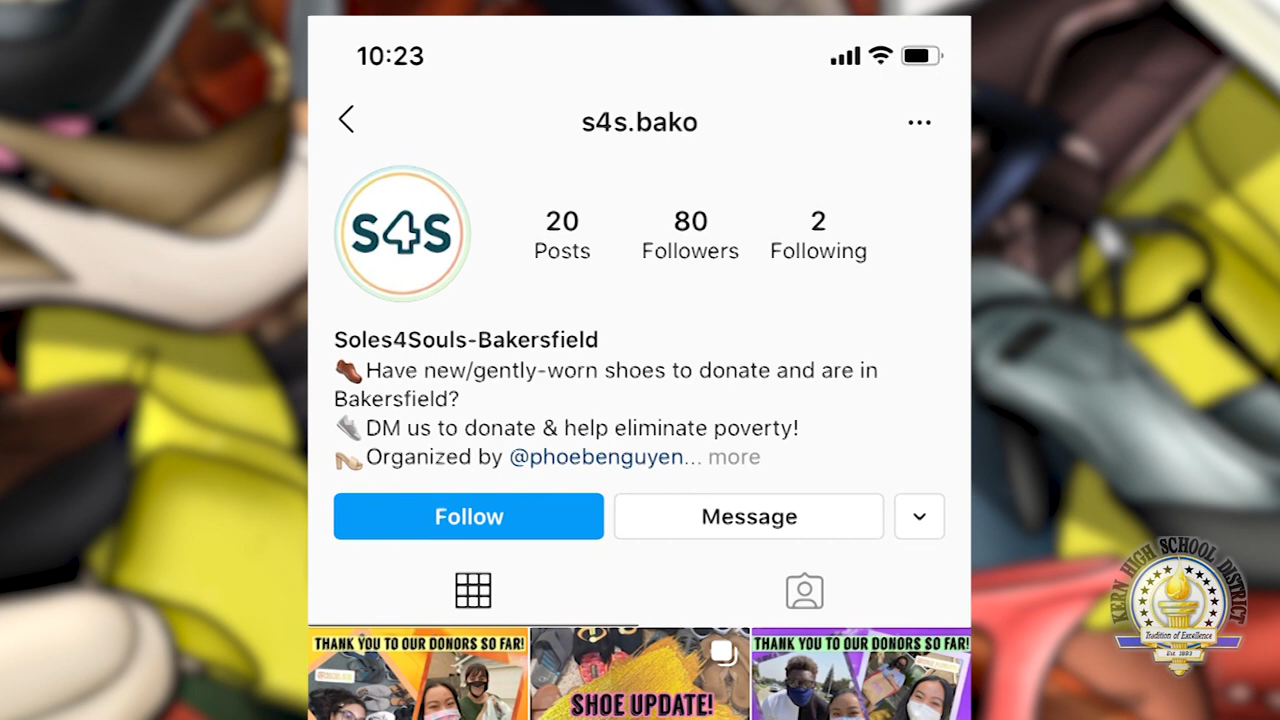 10:23
s4s.bako
S4S
20
80
2
Posts
Followers
Following
Soles4Souls-Bakersfield
Have new/gently-worn shoes to donate and are in
Bakersfield?
DM us to donate & help eliminate poverty!
Organized by @phoebenguyen... more
Follow
Message
THANK YOU TO OUR DONORS SO FAR!
SHOE UPDATE!
THANK YOU TO OUR DONORS SO FAR!
KERN HIGH SCHOOL DISTRICT
Tradition of Excellence
Est. 1893